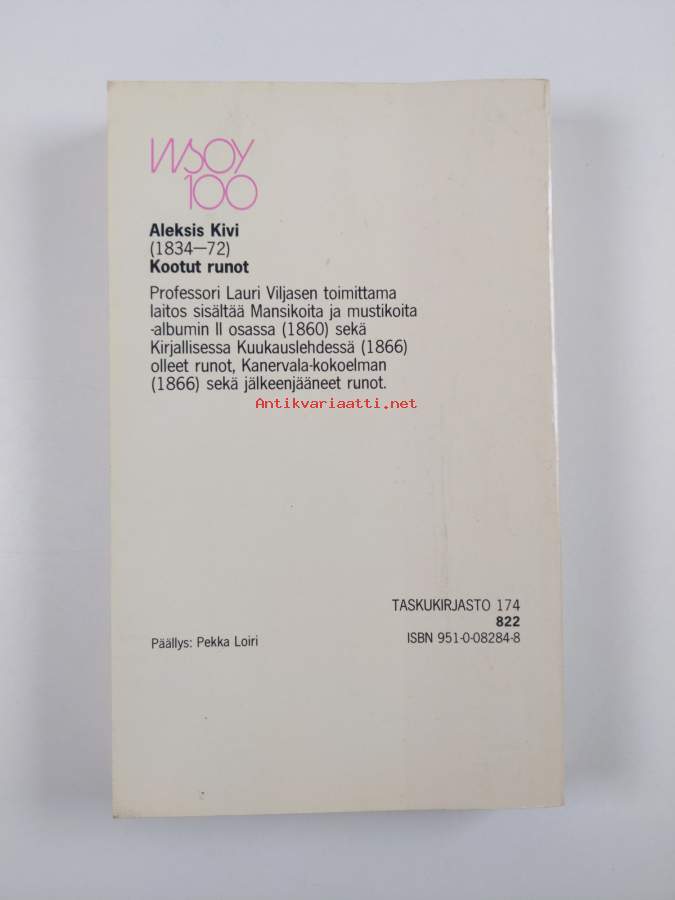 WSOY
100
Aleksis Kivi
(1834—72)
Kootut runot
Professori Lauri Viljasen toimittama
laitos sisältää Mansikoita ja mustikoita
-albumin II osassa (1860) sekä
Kirjallisessa Kuukauslehdessä (1866)
olleet runot, Kanervala-kokoelman
(1866) sekä jälkeenjääneet runot.
Antikvariaatti.net
TASKUKIRJASTO 174
822
ISBN 951-0-08284-8
Päällys: Pekka Loiri